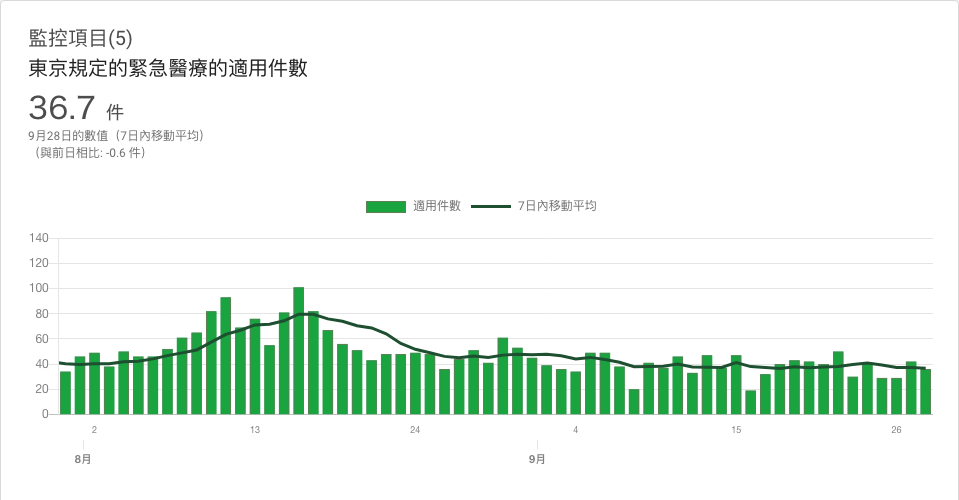 監控項目(5)
東京規定的緊急醫療的適用件數
36.7 件
9月28日的數值（7日內移動平均）
（與前日相比: -0.6 件）
適用件數 7日內移動平均
140
120
100
80
60
40
20
0
2 13 24 4 15 26
8月 9月